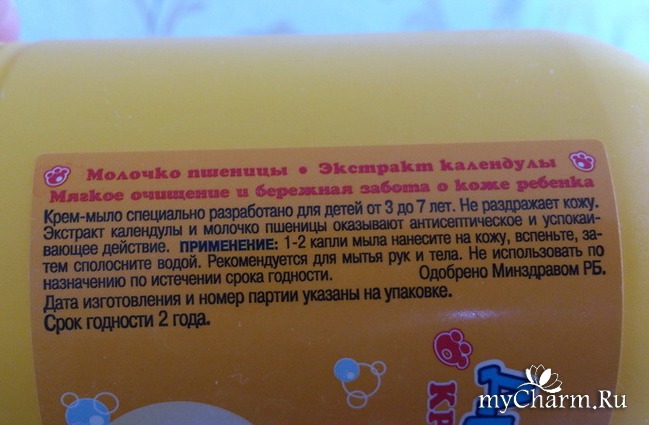 Молочко пшеницы • Экстракт календулы
Мягкое очищение и бережная забота о коже ребенка
Крем-мыло специально разработано для детей от 3 до 7 лет. Не раздражает кожу.
Экстракт календулы и молочко пшеницы оказывают антисептическое и успокаи-
вающее действие. ПРИМЕНЕНИЕ: 1-2 капли мыла нанесите на кожу, вспеньте, за-
тем сполосните водой. Рекомендуется для мытья рук и тела. Не использовать по
назначению по истечении срока годности. Одобрено Минздравом РБ.
Дата изготовления и номер партии указаны на упаковке.
Срок годности 2 года.
myCharm.Ru